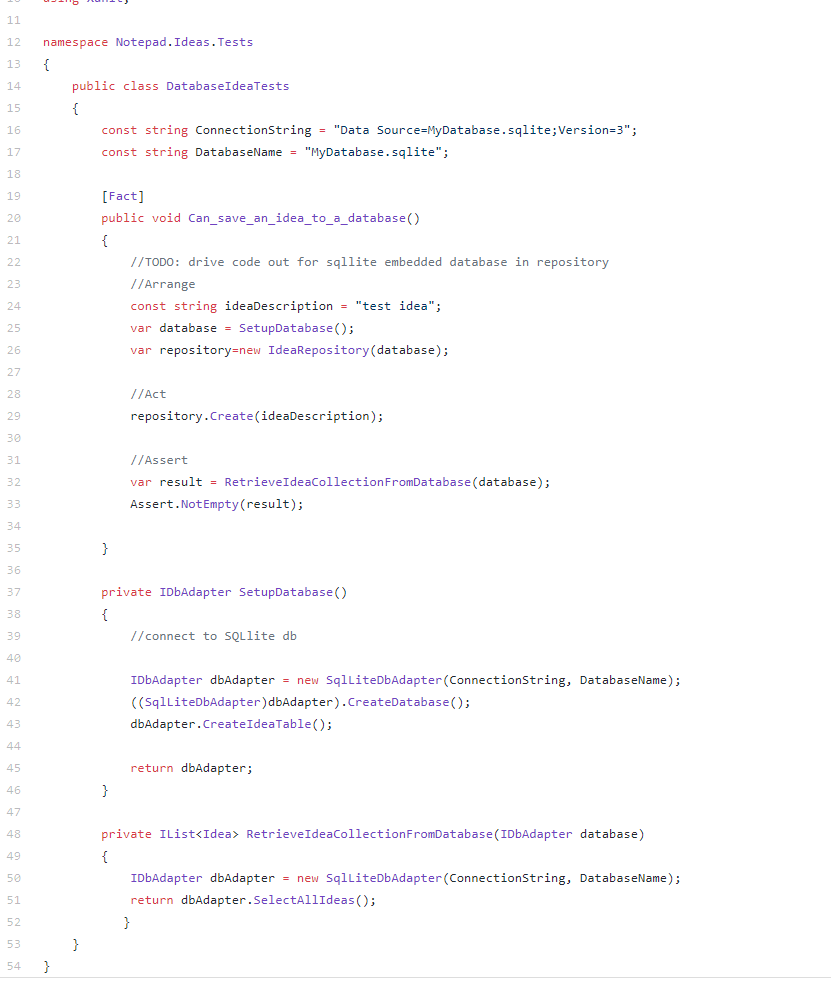 10 using Xunit;
11
12 namespace Notepad.Ideas.Tests
13 {
14 public class DatabaseIdeaTests
15 {
16 const string ConnectionString = "Data Source=MyDatabase.sqlite;Version=3";
17 const string DatabaseName = "MyDatabase.sqlite";
18
19 [Fact]
20 public void Can_save_an_idea_to_a_database()
21 {
22 //TODO: drive code out for sqllite embedded database in repository
23 //Arrange
24 const string ideaDescription = "test idea";
25 var database = SetupDatabase();
26 var repository=new IdeaRepository(database);
27
28 //Act
29 repository.Create(ideaDescription);
30
31 //Assert
32 var result = RetrieveIdeaCollectionFromDatabase(database);
33 Assert.NotEmpty(result);
34
35 }
36
37 private IDbAdapter SetupDatabase()
38 {
39 //connect to SQLlite db
40
41 IDbAdapter dbAdapter = new SqlLiteDbAdapter(ConnectionString, DatabaseName);
42 ((SqlLiteDbAdapter)dbAdapter).CreateDatabase();
43 dbAdapter.CreateIdeaTable();
44
45 return dbAdapter;
46 }
47
48 private IList<Idea> RetrieveIdeaCollectionFromDatabase(IDbAdapter database)
49 {
50 IDbAdapter dbAdapter = new SqlLiteDbAdapter(ConnectionString, DatabaseName);
51 return dbAdapter.SelectAllIdeas();
52 }
53 }
54 }